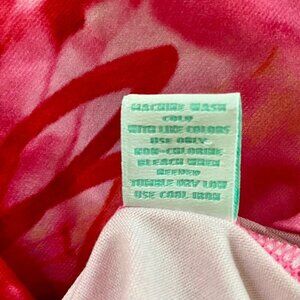 MACHINE WASH
COLD
WITH LIKE COLORS
USE ONLY
NON-CHLORINE
BLEACH WHEN
NEEDED
TUMBLE DRY LOW
USE COOL IRON